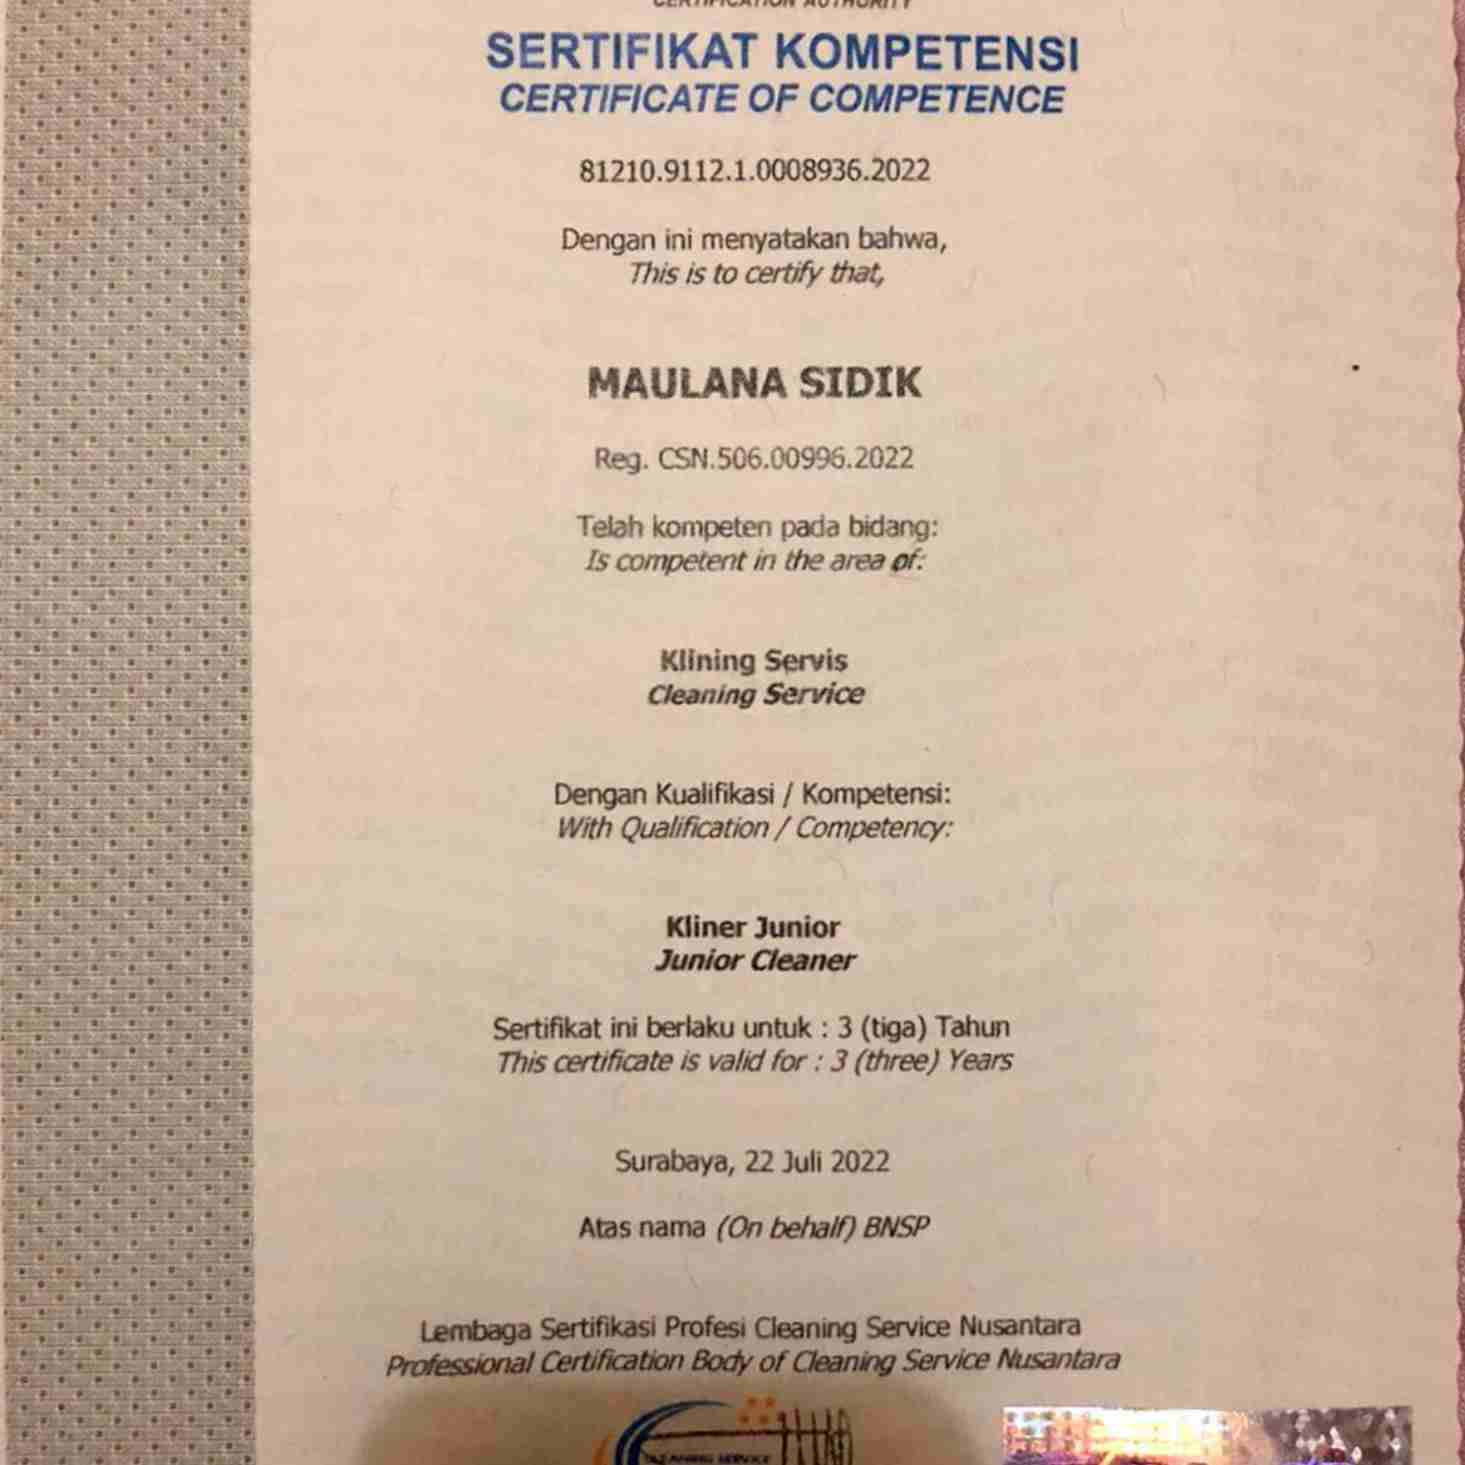 CERTIFICATION AUTHORITY
SERTIFIKAT KOMPETENSI
CERTIFICATE OF COMPETENCE
81210.9112.1.0008936.2022
Dengan ini menyatakan bahwa,
This is to certify that,
MAULANA SIDIK
Reg. CSN.506.00996.2022
Telah kompeten pada bidang:
Is competent in the area of:
Klining Servis
Cleaning Service
Dengan Kualifikasi / Kompetensi:
With Qualification / Competency:
Kliner Junior
Junior Cleaner
Sertifikat ini berlaku untuk : 3 (tiga) Tahun
This certificate is valid for : 3 (three) Years
Surabaya, 22 Juli 2022
Atas nama (On behalf) BNSP
Lembaga Sertifikasi Profesi Cleaning Service Nusantara
Professional Certification Body of Cleaning Service Nusantara
CLEANING SERVICE